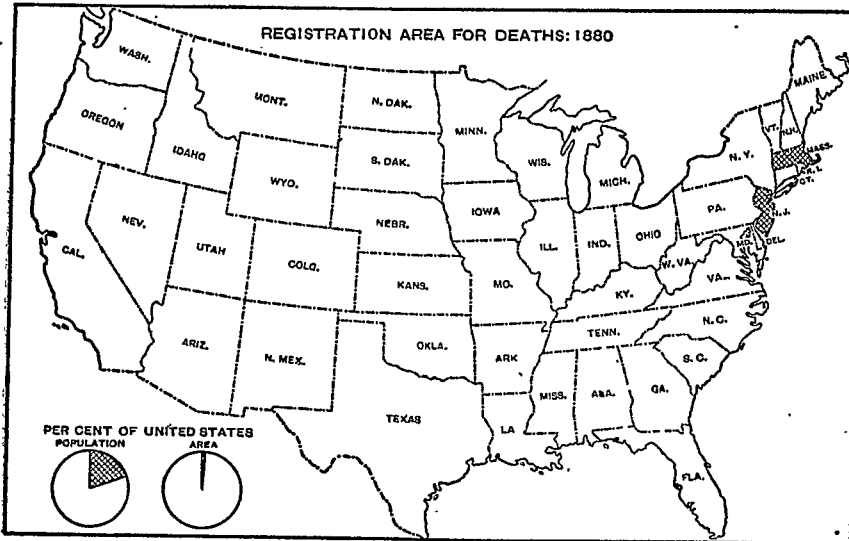 REGISTRATION AREA FOR DEATHS: 1880
WASH.
OREGON
CAL.
NEV.
IDAHO
MONT.
WYO.
UTAH
COLO.
ARIZ.
N. MEX.
N. DAK.
S. DAK.
NEBR.
KANS.
OKLA.
TEXAS
MINN.
IOWA
MO.
ARK
LA
WIS.
ILL.
MICH.
IND.
OHIO
KY.
TENN.
MISS.
ALA.
GA.
FLA.
S. C.
N. C.
VA.
W. VA.
MD.
DEL.
PA.
N. J.
N. Y.
CT.
R. I.
MASS.
VT.
N.H.
MAINE
PER CENT OF UNITED STATES
POPULATION
AREA